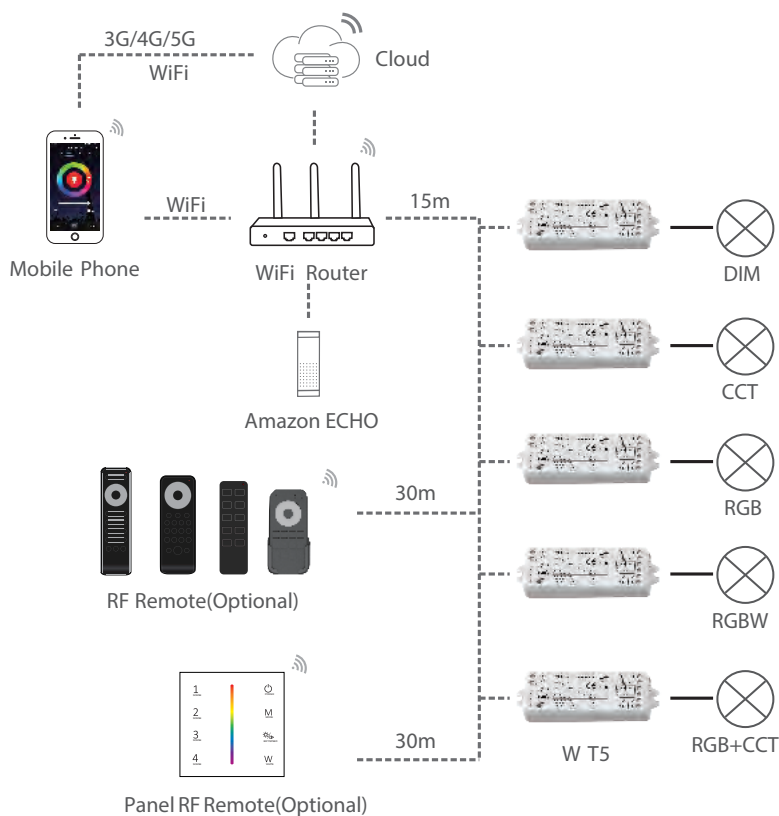 3G/4G/5G
WiFi
Cloud
WiFi
15m
Mobile Phone
WiFi Router
DIM
Amazon ECHO
CCT
30m
RGB
RF Remote(Optional)
RGBW
1
2
M
3
4
W
30m
W T5
RGB+CCT
Panel RF Remote(Optional)